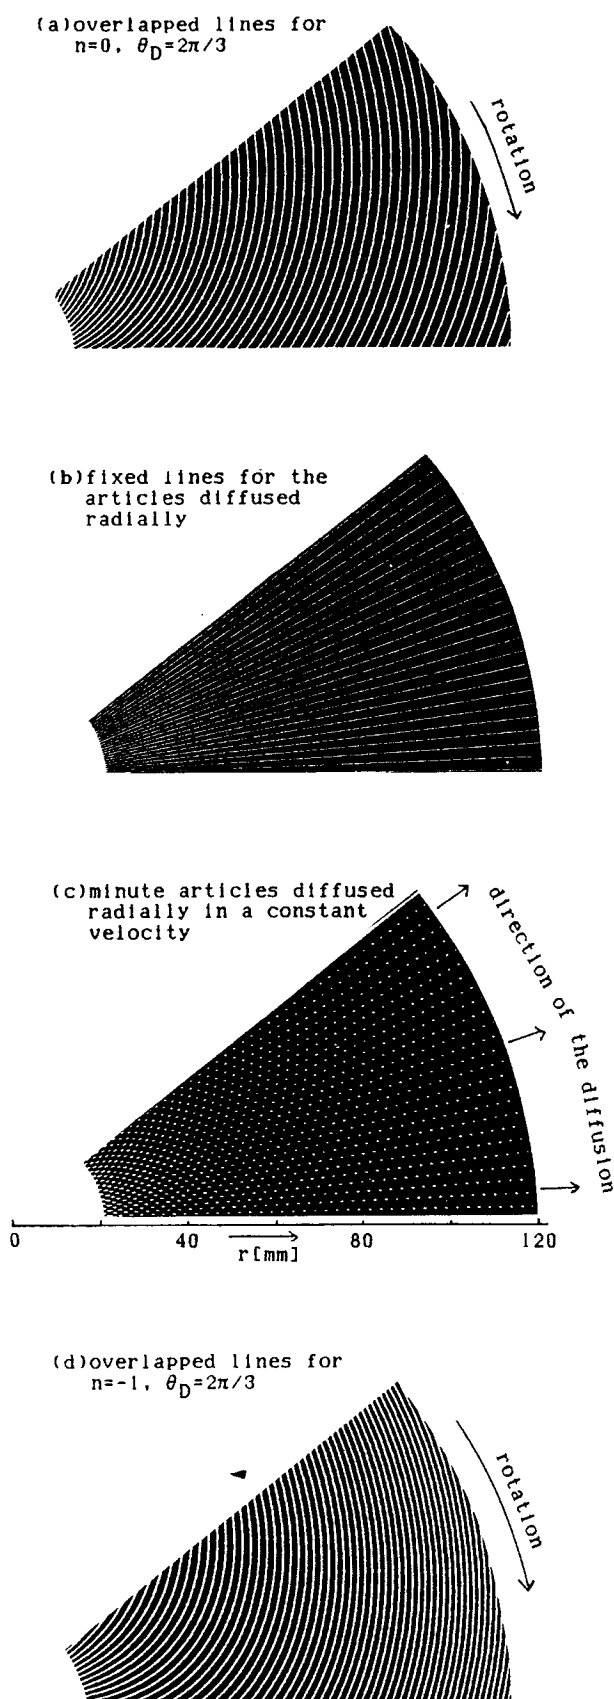 (a)overlapped lines for
n=0, θD=2π/3
rotation
(b)fixed lines for the
articles diffused
radially
(c)minute articles diffused
radially in a constant
velocity
direction of the diffusion
0 40 80 120
r[mm]
(d)overlapped lines for
n=-1, θD=2π/3
rotation